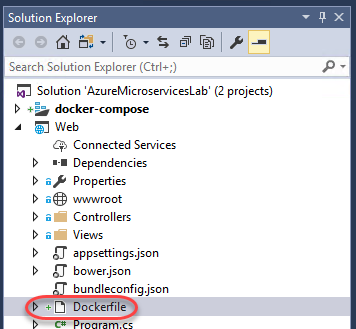 Solution Explorer
Search Solution Explorer (Ctrl+;)
Solution 'AzureMicroservicesLab' (2 projects)
docker-compose
Web
Connected Services
Dependencies
Properties
wwwroot
Controllers
Views
appsettings.json
bower.json
bundleconfig.json
Dockerfile
C# Program.cs